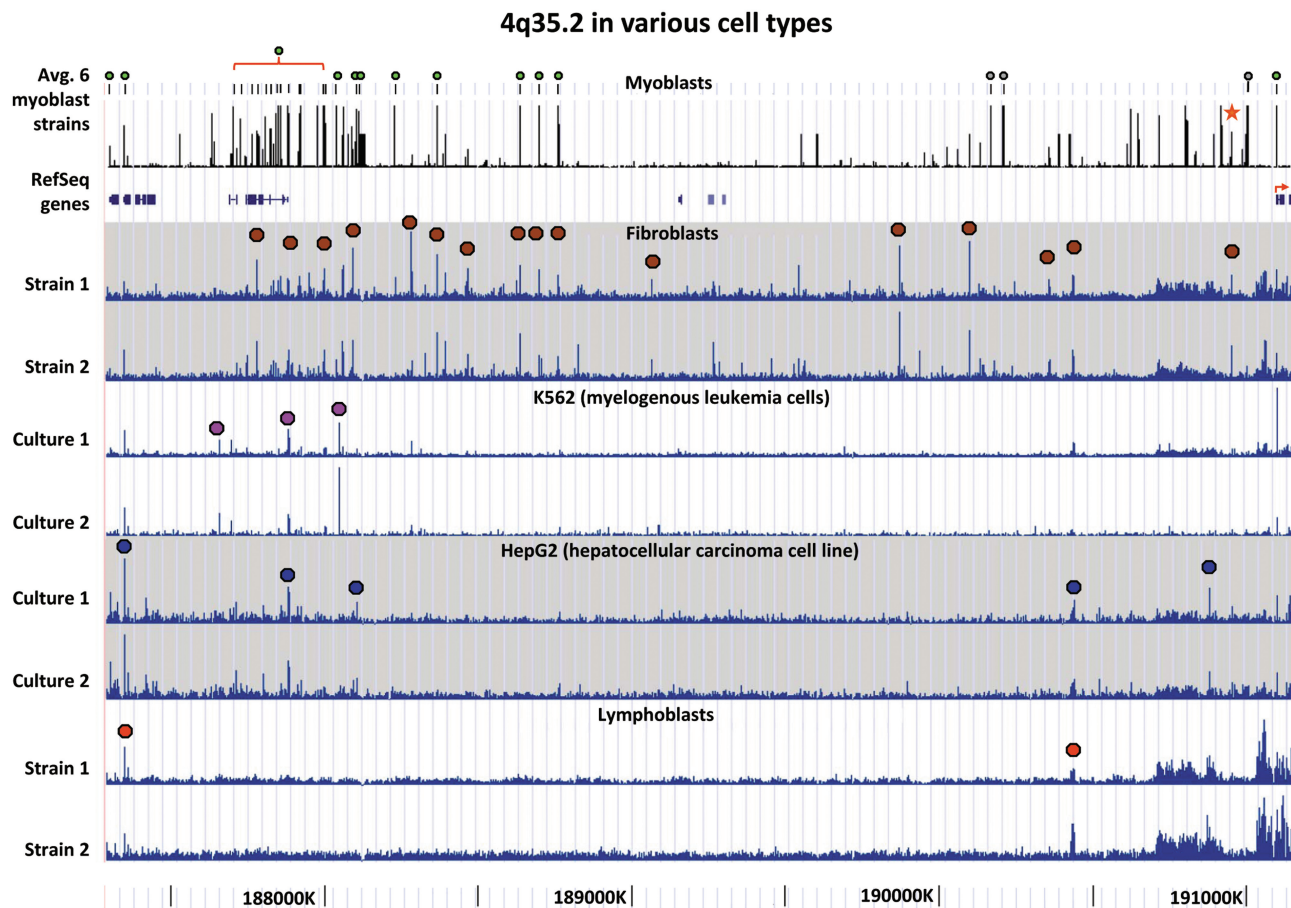 4q35.2 in various cell types
Avg. 6
myoblast
strains
Myoblasts
RefSeq
genes
Fibroblasts
Strain 1
Strain 2
K562 (myelogenous leukemia cells)
Culture 1
Culture 2
HepG2 (hepatocellular carcinoma cell line)
Culture 1
Culture 2
Lymphoblasts
Strain 1
Strain 2
188000K 189000K 190000K 191000K